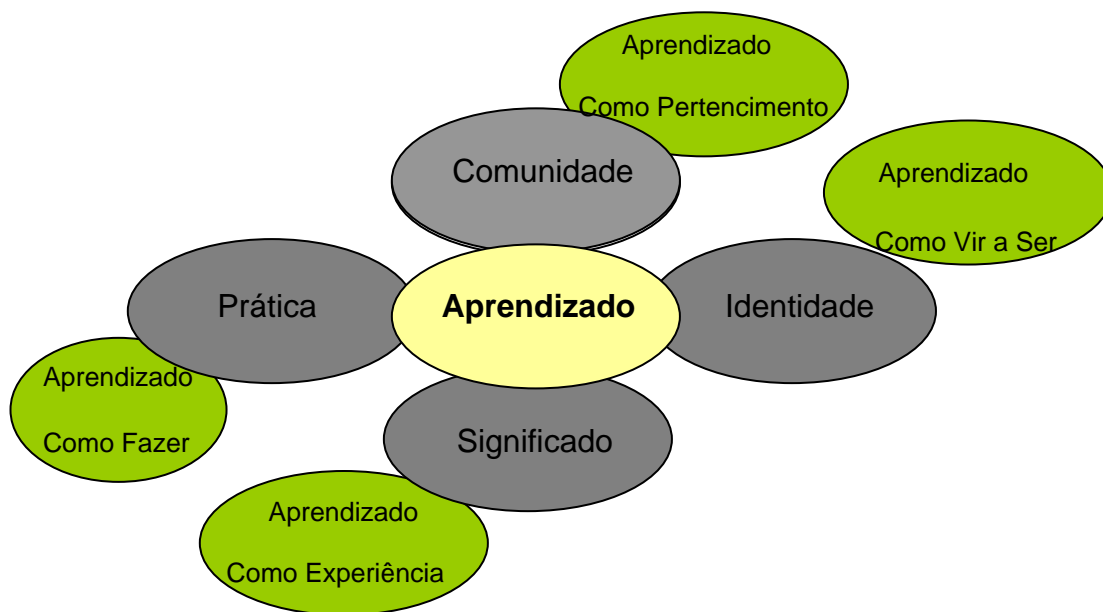 Aprendizado
Como Pertencimento
Comunidade
Aprendizado
Como Vir a Ser
Prática
Aprendizado
Identidade
Aprendizado
Como Fazer
Significado
Aprendizado
Como Experiência